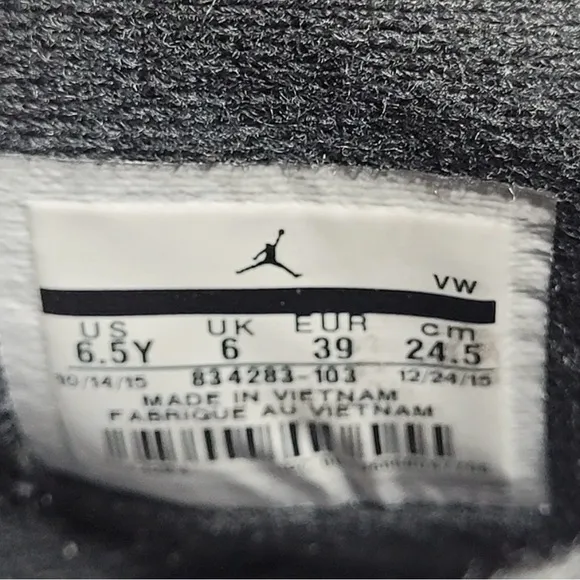 VW
US UK EUR cm
6.5Y 6 39 24.5
10/14/15 834283-103 12/24/15
MADE IN VIETNAM
FABRIQUE AU VIETNAM